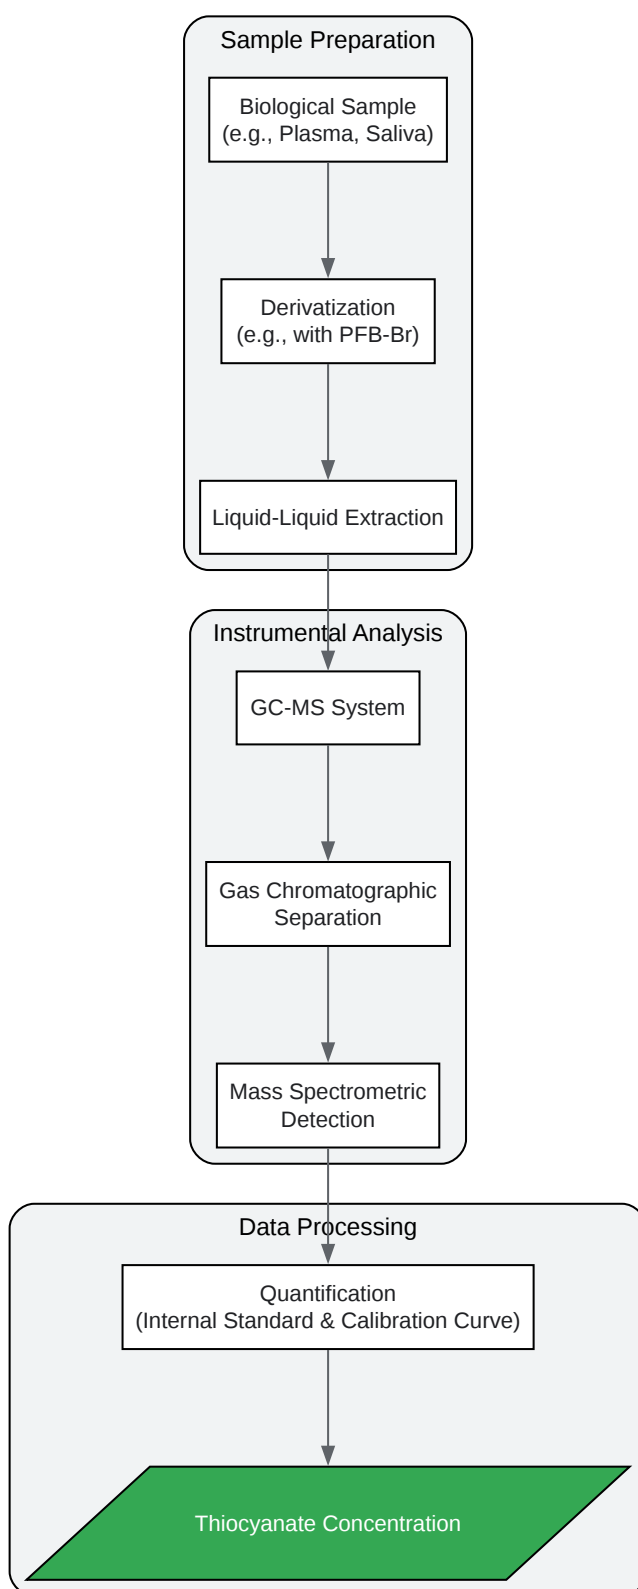 Sample Preparation
Biological Sample
(e.g., Plasma, Saliva)
Derivatization
(e.g., with PFB-Br)
Liquid-Liquid Extraction
Instrumental Analysis
GC-MS System
Gas Chromatographic
Separation
Mass Spectrometric
Detection
Data Processing
Quantification
(Internal Standard & Calibration Curve)
Thiocyanate Concentration